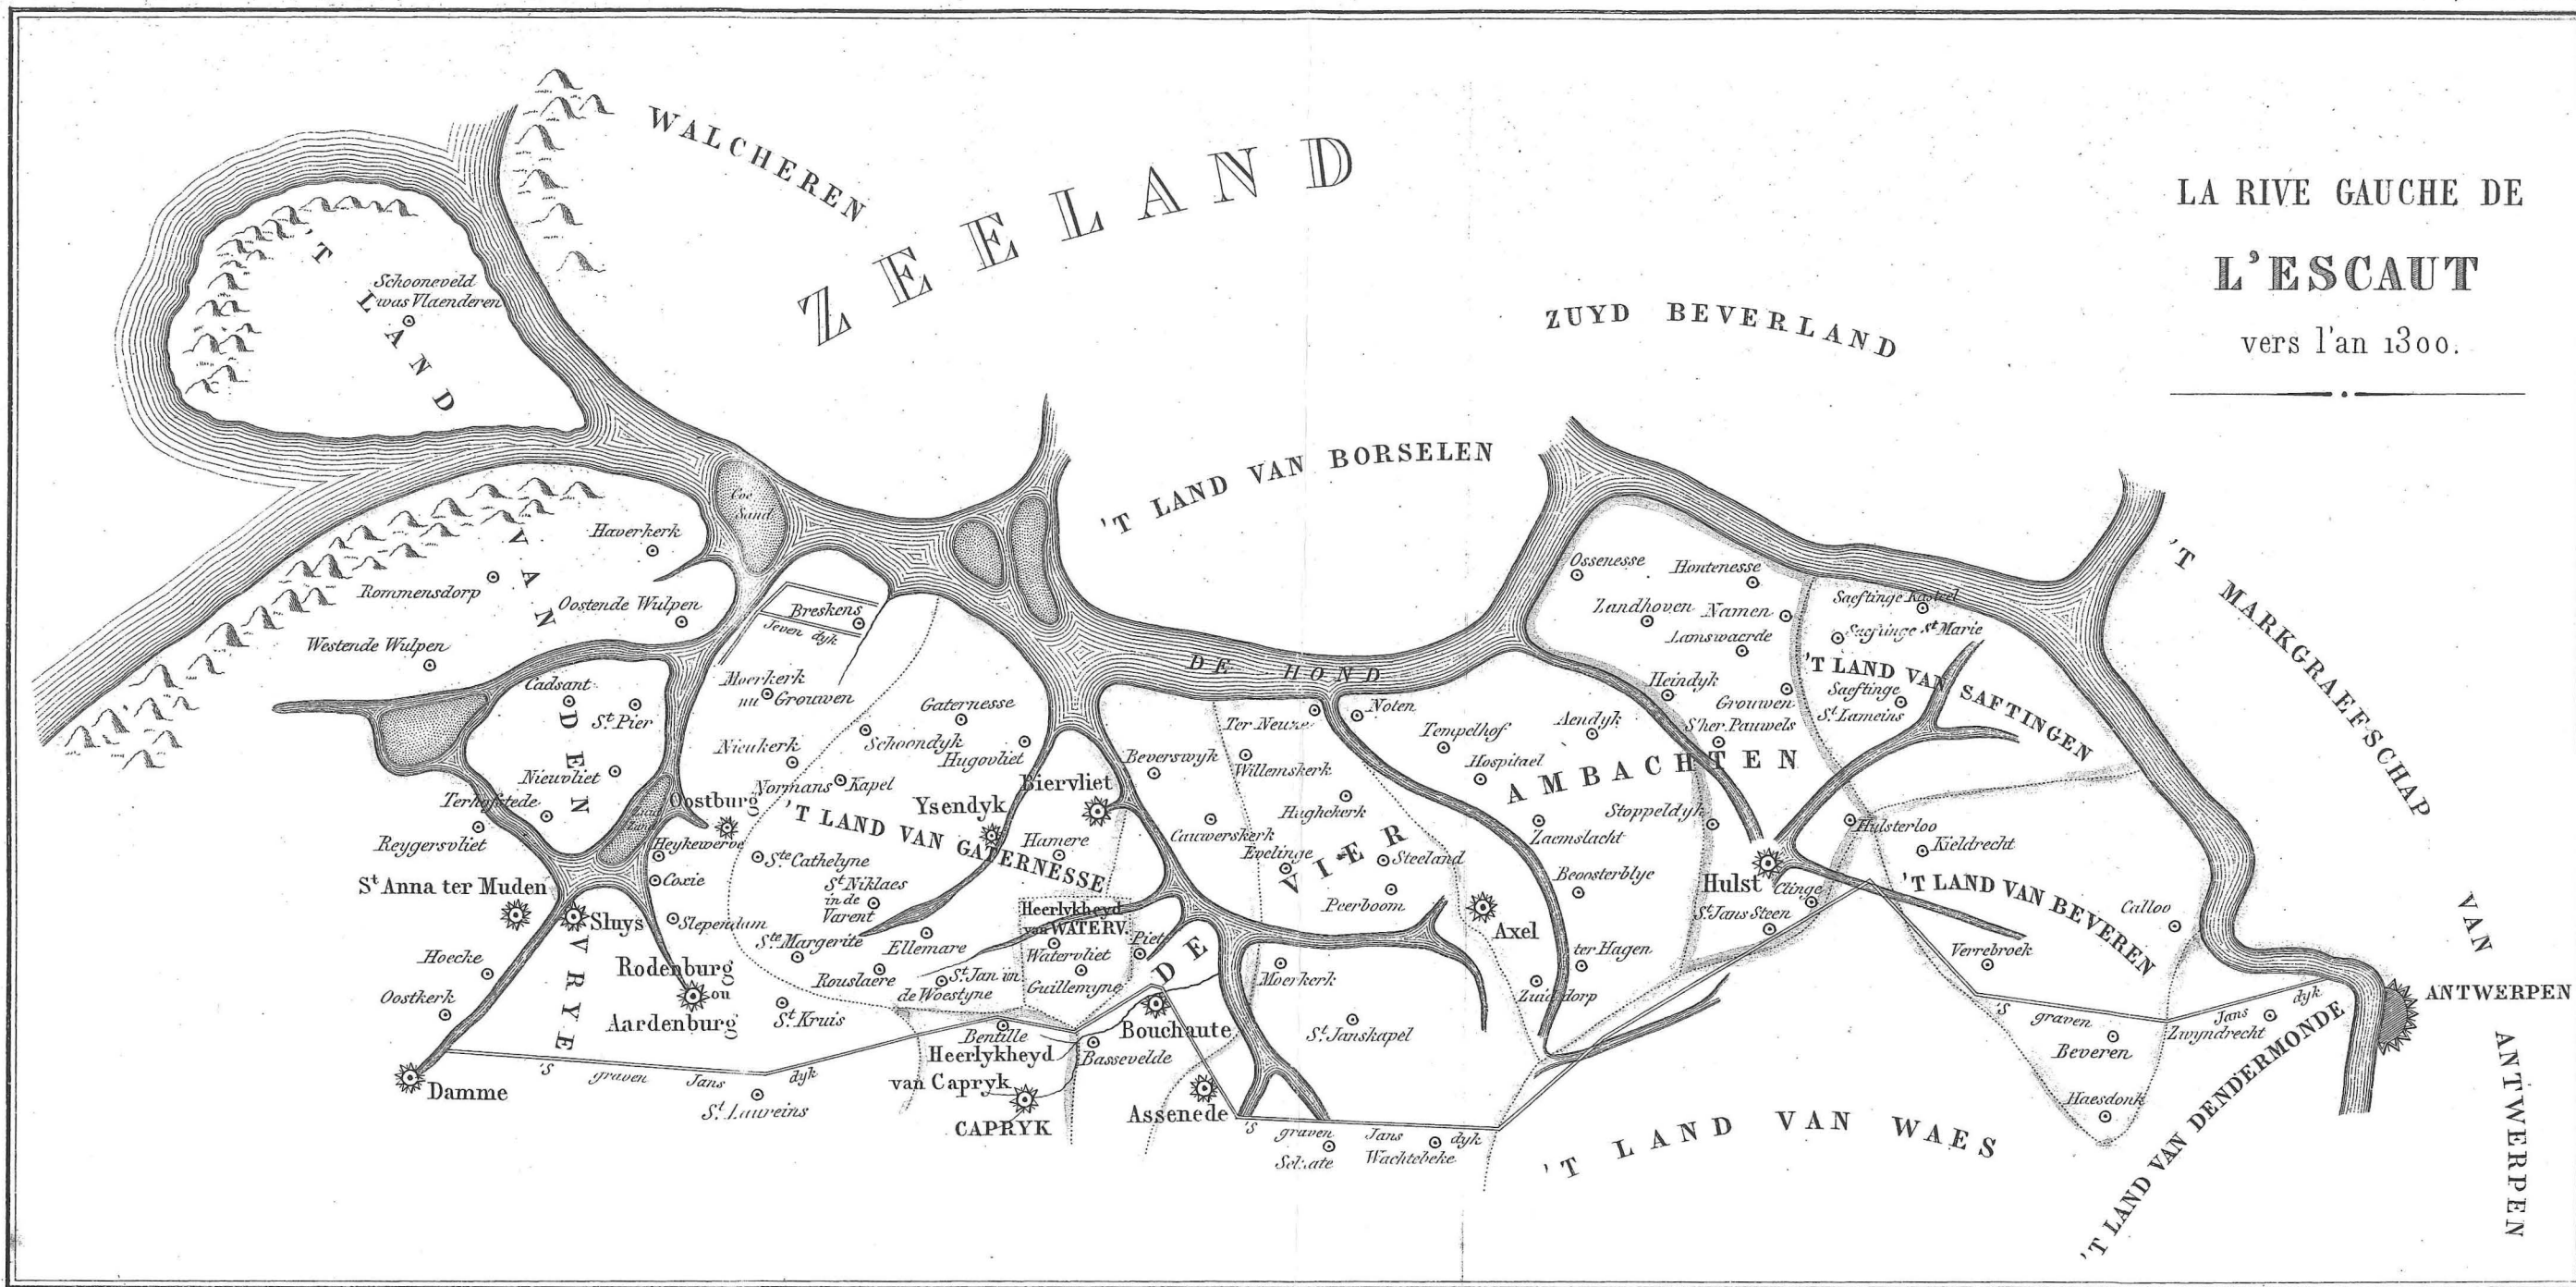 LA RIVE GAUCHE DE
L'ESCAUT
vers l'an 1300.
WALCHEREN
ZEELAND
ZUYD BEVERLAND
'T LAND VAN BORSELEN
'T MARKGRAEFSCHAP VAN ANTWERPEN
'T LAND VAN DEN VRYE
Schooneveld
was Vlaenderen
Coe
Sand
Haverkerk
Rommensdorp
Oostende Wulpen
Westende Wulpen
Breskens
Jeven dyk
DE HOND
Cadsant
St Pier
Nieuvliet
Terhofstede
Reygersvliet
St Anna ter Muden
Sluys
Hoecke
Oostkerk
Damme
Moerkerk
nu Grouwen
Nieukerk
Schoondyk
Gaternesse
Hugovliet
Normans Kapel
Oostburg
Heykewerve
Coxie
Slependam
Rodenburg
ou
Aardenburg
'T LAND VAN GATERNESSE
Ysendyk
Biervliet
Hamere
Ste Cathelyne
St Niklaes
in de
Varent
Ste Margerite
Ellemare
Rouslaere
St Jan in
de Woestyne
St Kruis
Heerlykheyd
van WATERV.
Watervliet
Guillemyne
Piet
Bentille
Heerlykheyd
van Capryk
CAPRYK
Bassevelde
Bouchaute
Assenede
'S graven Jans dyk
St Laureins
DE VIER AMBACHTEN
Beverswyk
Ter Neuze
Noten
Willemskerk
Hughekerk
Cauwerskerk
Evelinge
Steeland
Peerboom
Moerkerk
St Janskapel
Tempelhof
Hospitael
Aendyk
Zaemslacht
Stoppeldyk
Beoosterblye
Axel
ter Hagen
Zuiddorp
Ossenesse
Hontenesse
Zandhoven
Namen
Lamswaerde
Heindyk
Grouwen
S'her Pauwels
Hulst
Clinge
St Jans Steen
Hulsterloo
Saeftinge Kasteel
Saeftinge St Marie
'T LAND VAN SAFTINGEN
Saeftinge
St Lameins
Kieldrecht
'T LAND VAN BEVEREN
Calloo
Verrebroek
'S graven Jans dyk
Beveren
Zwyndrecht
Haesdonk
ANTWERPEN
'T LAND VAN DENDERMONDE
'T LAND VAN WAES
'S graven Jans dyk
Wachtebeke